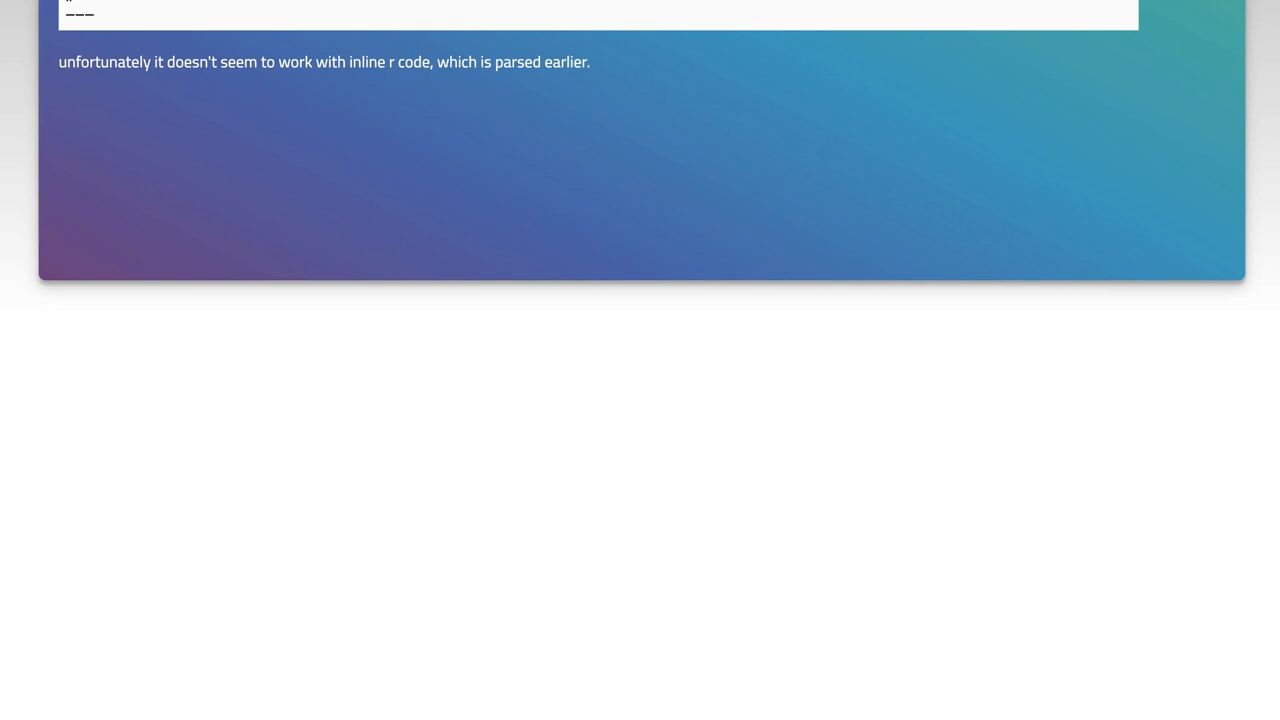 ---
unfortunately it doesn't seem to work with inline r code, which is parsed earlier.